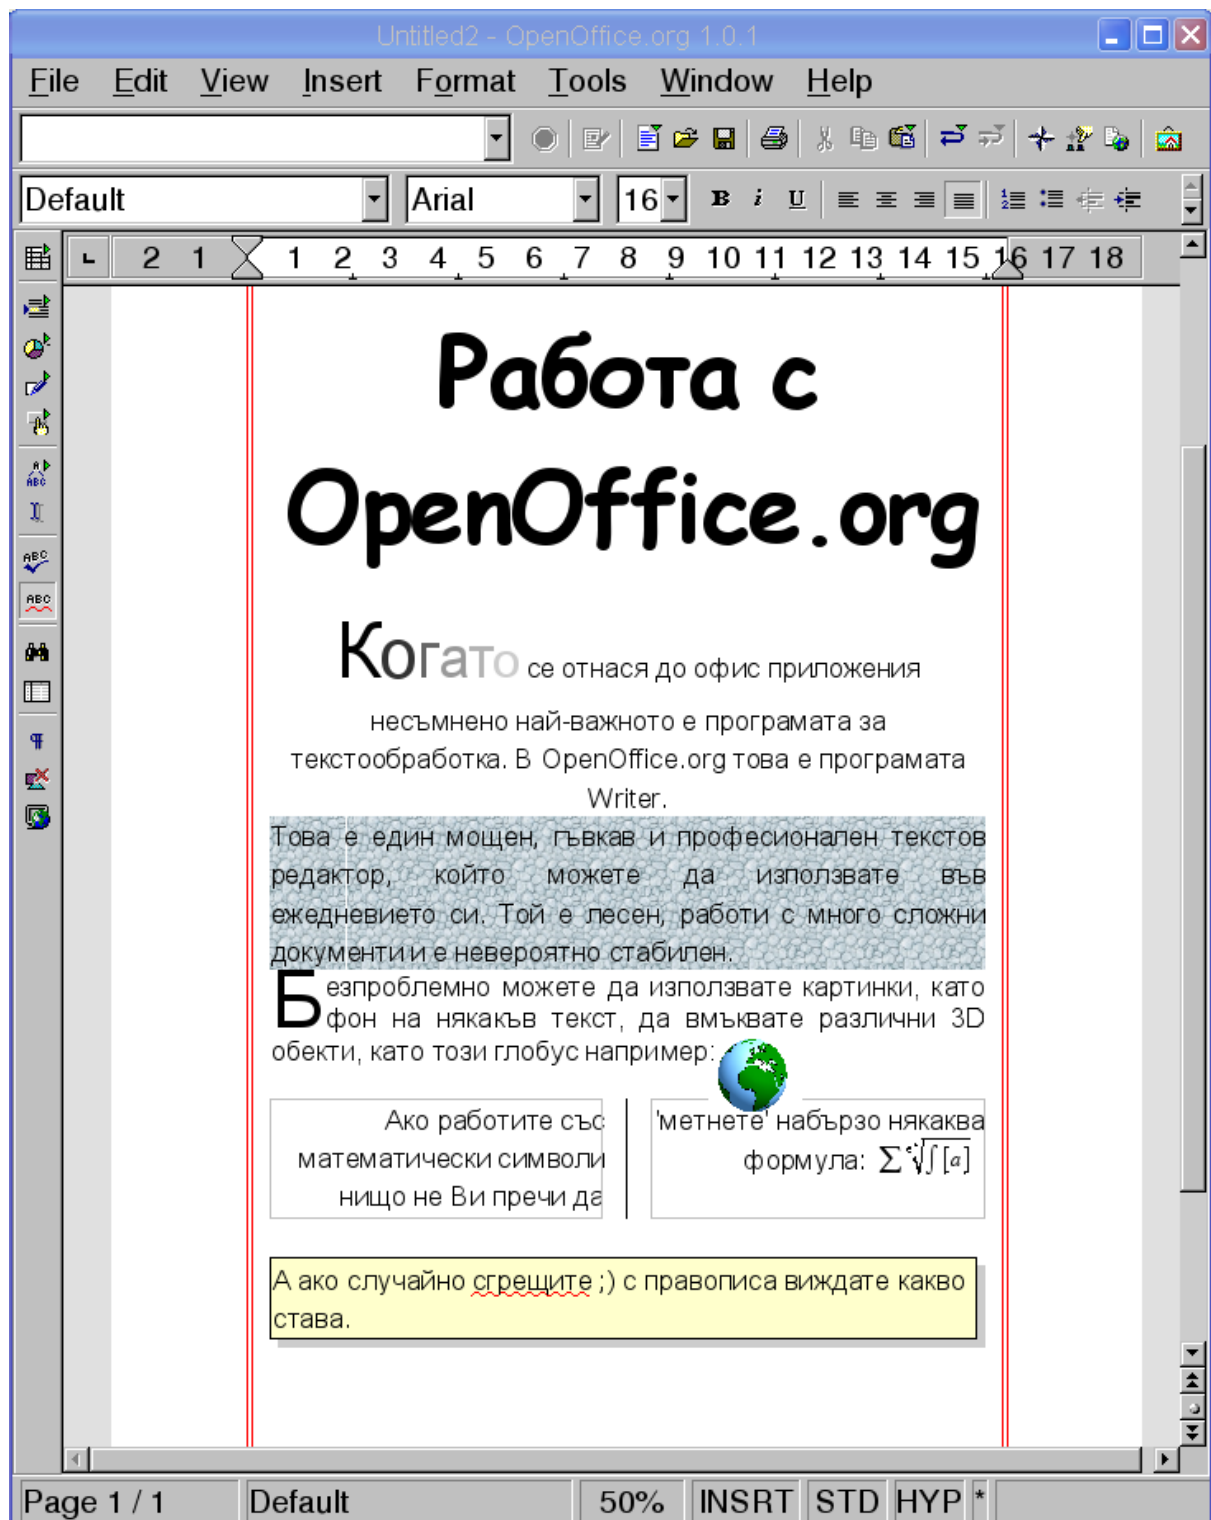 Untitled2 - OpenOffice.org 1.0.1
File Edit View Insert Format Tools Window Help
Default Arial 16 B i U
2 1 1 2 3 4 5 6 7 8 9 10 11 12 13 14 15 16 17 18
Работа с
OpenOffice.org
Когато се отнася до офис приложения
несъмнено най-важното е програмата за
текстообработка. В OpenOffice.org това е програмата
Writer.
Това е един мощен, гъвкав и професионален текстов
редактор, който можете да използвате във
ежедневието си. Той е лесен, работи с много сложни
документи и е невероятно стабилен.
Безпроблемно можете да използвате картинки, като
фон на някакъв текст, да вмъквате различни 3D
обекти, като този глобус например:
Ако работите със
математически символи
нищо не Ви пречи да
'метнете' набързо някаква
формула: ∑ ∜∫[a]
А ако случайно сгрещите ;) с правописа виждате какво
става.
Page 1 / 1 Default 50% INSRT STD HYP *